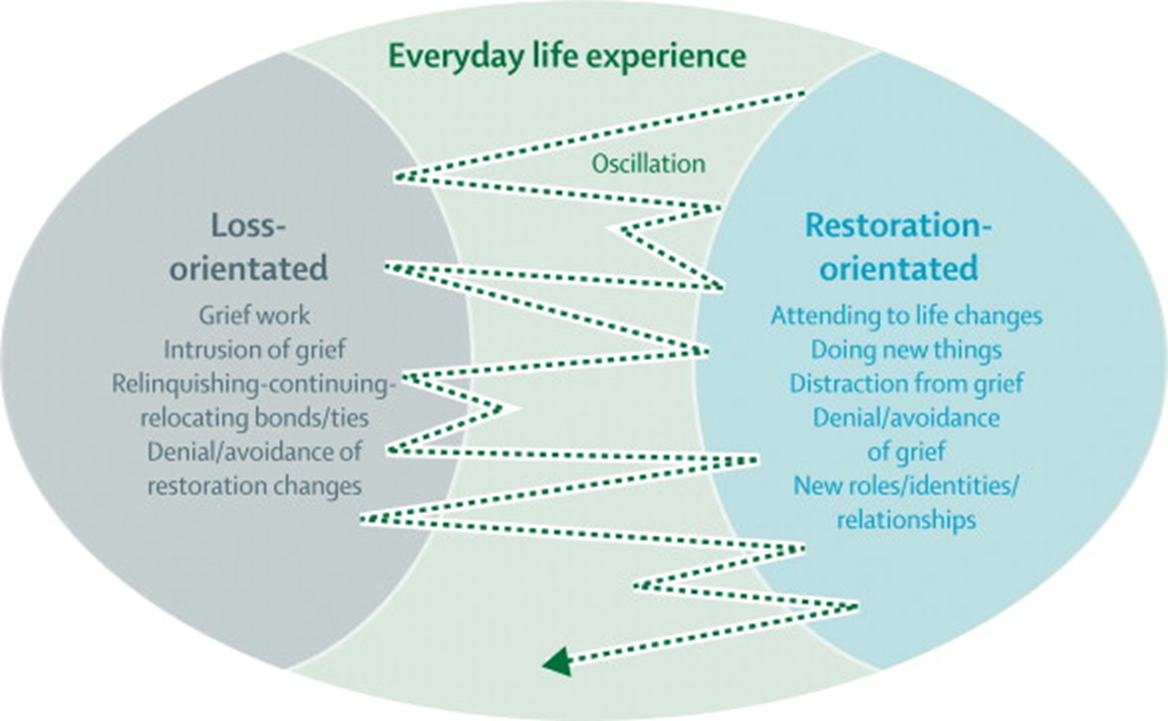 Everyday life experience
Oscillation
Loss-
orientated
Grief work
Intrusion of grief
Relinquishing-continuing-
relocating bonds/ties
Denial/avoidance of
restoration changes
Restoration-
orientated
Attending to life changes
Doing new things
Distraction from grief
Denial/avoidance
of grief
New roles/identities/
relationships